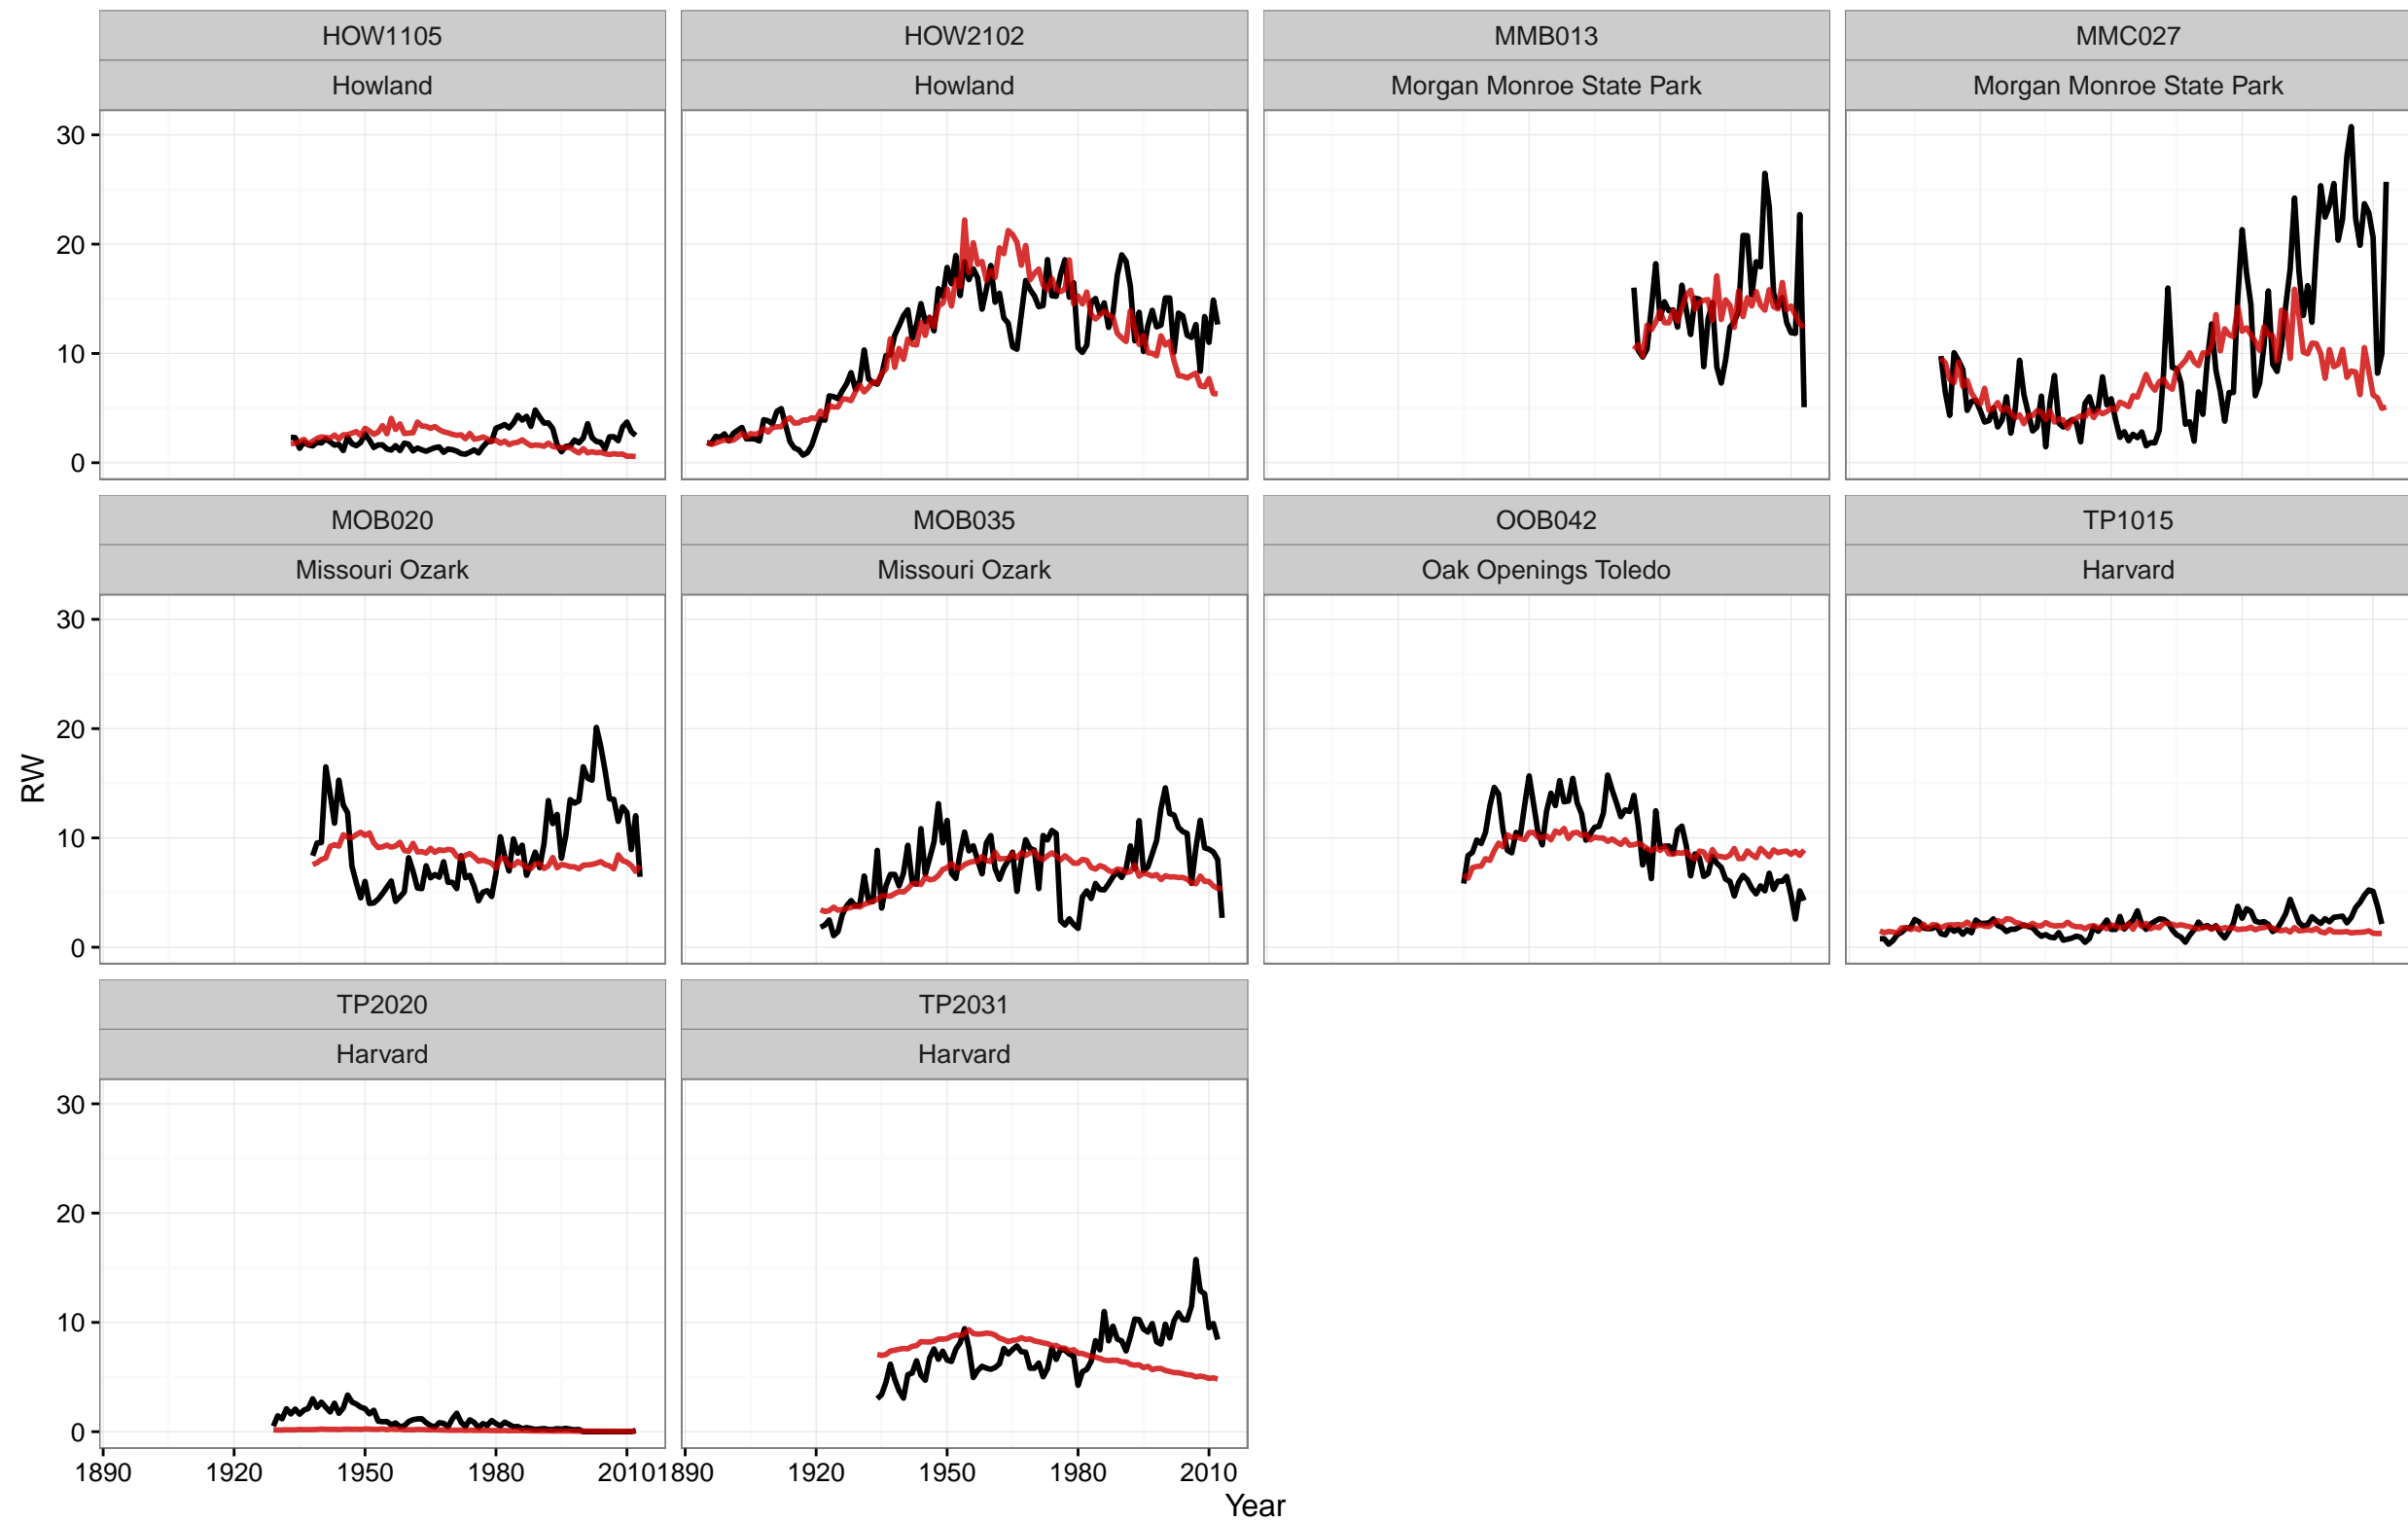 HOW1105 HOW2102 MMB013 MMC027
Howland Howland Morgan Monroe State Park Morgan Monroe State Park
30
20
10
0
MOB020 MOB035 OOB042 TP1015
Missouri Ozark Missouri Ozark Oak Openings Toledo Harvard
30
20
10
0
RW
TP2020 TP2031
Harvard Harvard
30
20
10
0
1890 1920 1950 1980 2010 1890 1920 1950 1980 2010
Year